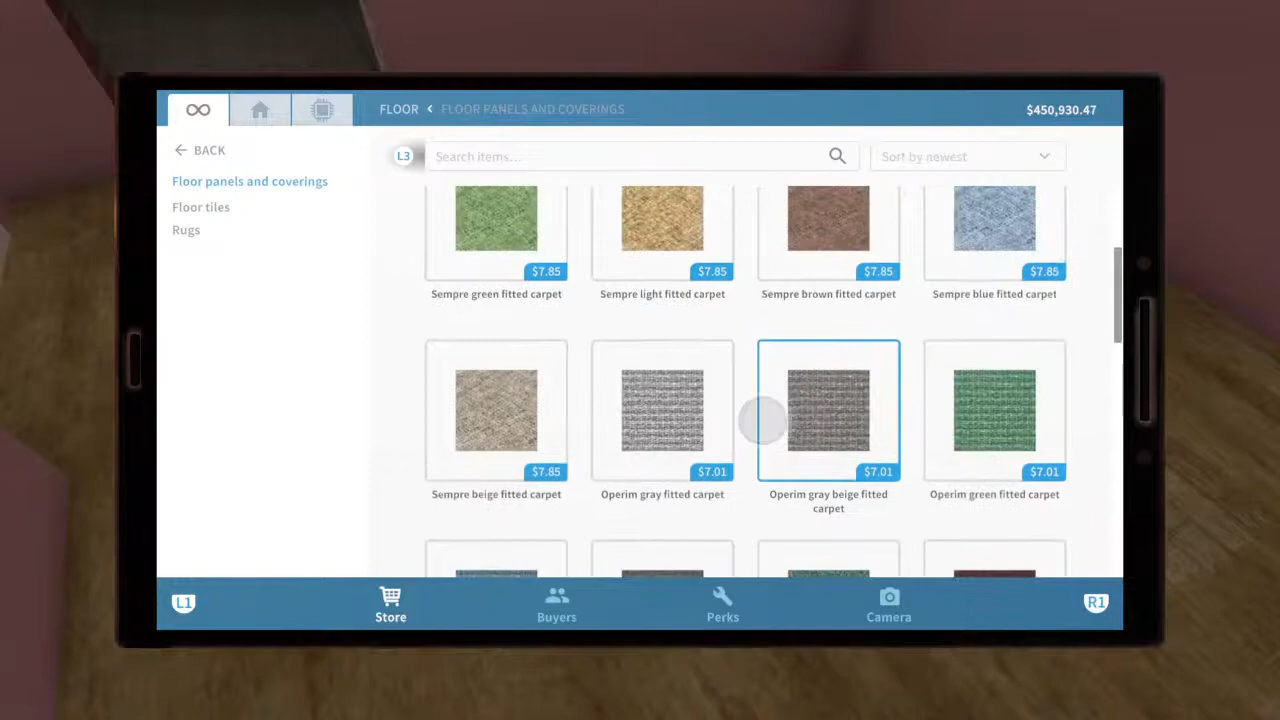 FLOOR < FLOOR PANELS AND COVERINGS
$450,930.47
BACK
L3
Search items...
Sort by newest
Floor panels and coverings
Floor tiles
Rugs
$7.85
$7.85
$7.85
$7.85
Sempre green fitted carpet
Sempre light fitted carpet
Sempre brown fitted carpet
Sempre blue fitted carpet
$7.85
$7.01
$7.01
$7.01
Sempre beige fitted carpet
Operim gray fitted carpet
Operim gray beige fitted
carpet
Operim green fitted carpet
L1
Store
Buyers
Perks
Camera
R1